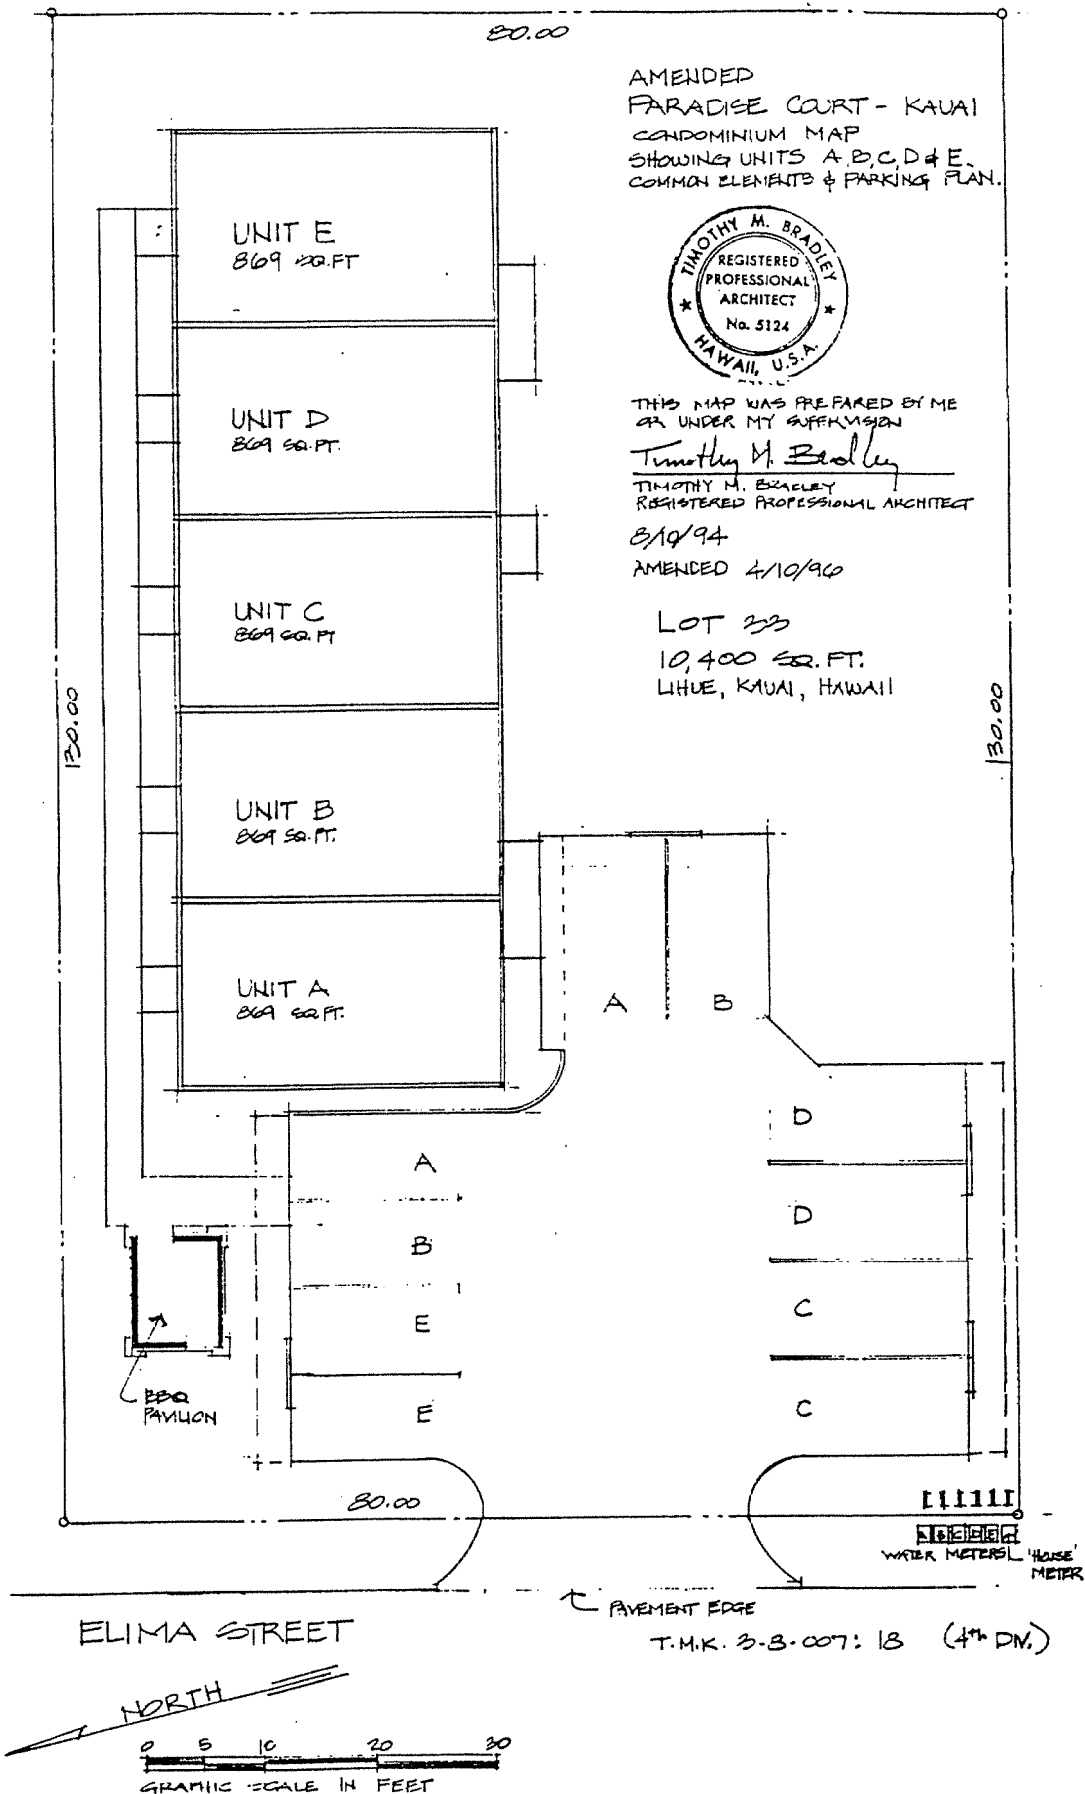 80.00
AMENDED
PARADISE COURT - KAUAI
CONDOMINIUM MAP
SHOWING UNITS A,B,C,D & E.
COMMON ELEMENTS & PARKING PLAN.
TIMOTHY M. BRADLEY
REGISTERED
PROFESSIONAL
ARCHITECT
No. 5124
HAWAII, U.S.A.
THIS MAP WAS PREPARED BY ME
OR UNDER MY SUPERVISION
Timothy M. Bradley
TIMOTHY M. BRADLEY
REGISTERED PROFESSIONAL ARCHITECT
8/10/94
AMENDED 4/10/96
LOT 33
10,400 SQ. FT.
LIHUE, KAUAI, HAWAII
UNIT E
869 SQ.FT
UNIT D
869 SQ.FT.
UNIT C
869 SQ.FT
UNIT B
869 SQ.FT.
UNIT A
869 SQ.FT.
130.00
130.00
A B
A
B
E
E
D
D
C
C
BBQ
PAVILION
80.00
A B C D E H
WATER METERS
'HOUSE'
METER
PAVEMENT EDGE
ELIMA STREET
T.M.K. 3-8-007: 18 (4th DIV.)
NORTH
0 5 10 20 30
GRAPHIC SCALE IN FEET